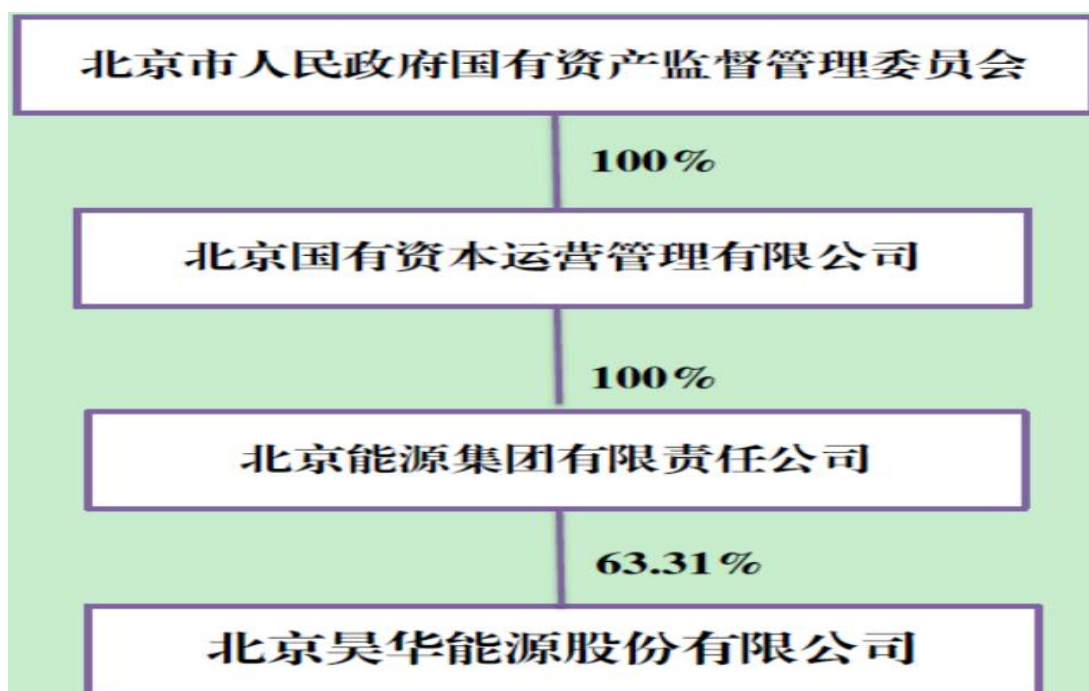 北京市人民政府国有资产监督管理委员会
100%
北京国有资本运营管理有限公司
100%
北京能源集团有限责任公司
63.31%
北京昊华能源股份有限公司